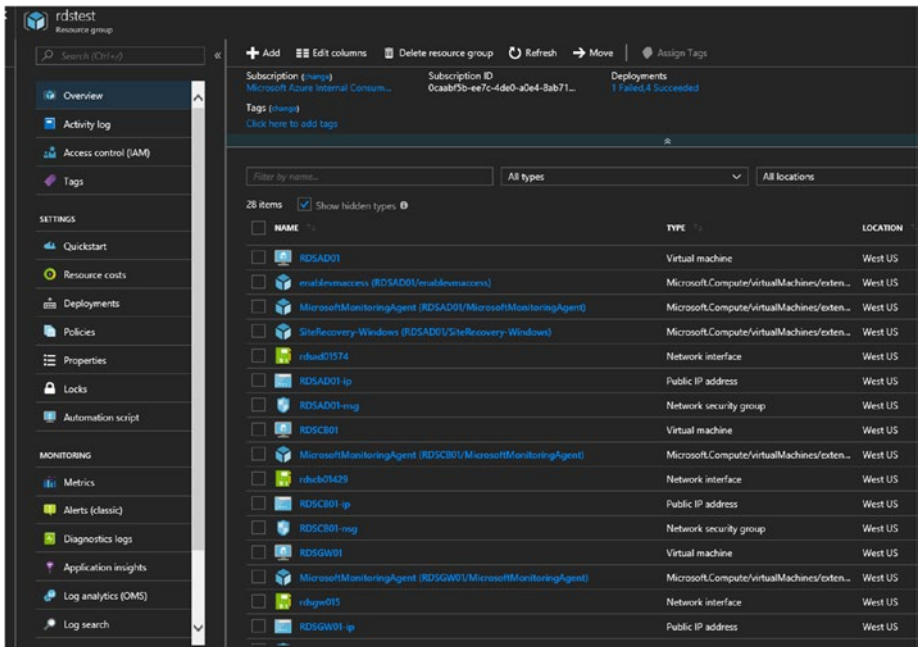 rdstest
Resource group
Search (Ctrl+/)
«
Overview
Activity log
Access control (IAM)
Tags
SETTINGS
Quickstart
Resource costs
Deployments
Policies
Properties
Locks
Automation script
MONITORING
Metrics
Alerts (classic)
Diagnostics logs
Application insights
Log analytics (OMS)
Log search
Add Edit columns Delete resource group Refresh Move Assign Tags
Subscription (change) Subscription ID Deployments
Microsoft Azure Internal Consum... 0caabf5b-ee7c-4de0-a0e4-8ab71... 1 Failed,4 Succeeded
Tags (change)
Click here to add tags
Filter by name... All types All locations
28 items Show hidden types
NAME TYPE LOCATION
RDSAD01 Virtual machine West US
enablevmaccess (RDSAD01/enablevmaccess) Microsoft.Compute/virtualMachines/exten... West US
MicrosoftMonitoringAgent (RDSAD01/MicrosoftMonitoringAgent) Microsoft.Compute/virtualMachines/exten... West US
SiteRecovery-Windows (RDSAD01/SiteRecovery-Windows) Microsoft.Compute/virtualMachines/exten... West US
rdsad01574 Network interface West US
RDSAD01-ip Public IP address West US
RDSAD01-nsg Network security group West US
RDSCB01 Virtual machine West US
MicrosoftMonitoringAgent (RDSCB01/MicrosoftMonitoringAgent) Microsoft.Compute/virtualMachines/exten... West US
rdscb01429 Network interface West US
RDSCB01-ip Public IP address West US
RDSCB01-nsg Network security group West US
RDSGW01 Virtual machine West US
MicrosoftMonitoringAgent (RDSGW01/MicrosoftMonitoringAgent) Microsoft.Compute/virtualMachines/exten... West US
rdsgw015 Network interface West US
RDSGW01-ip Public IP address West US